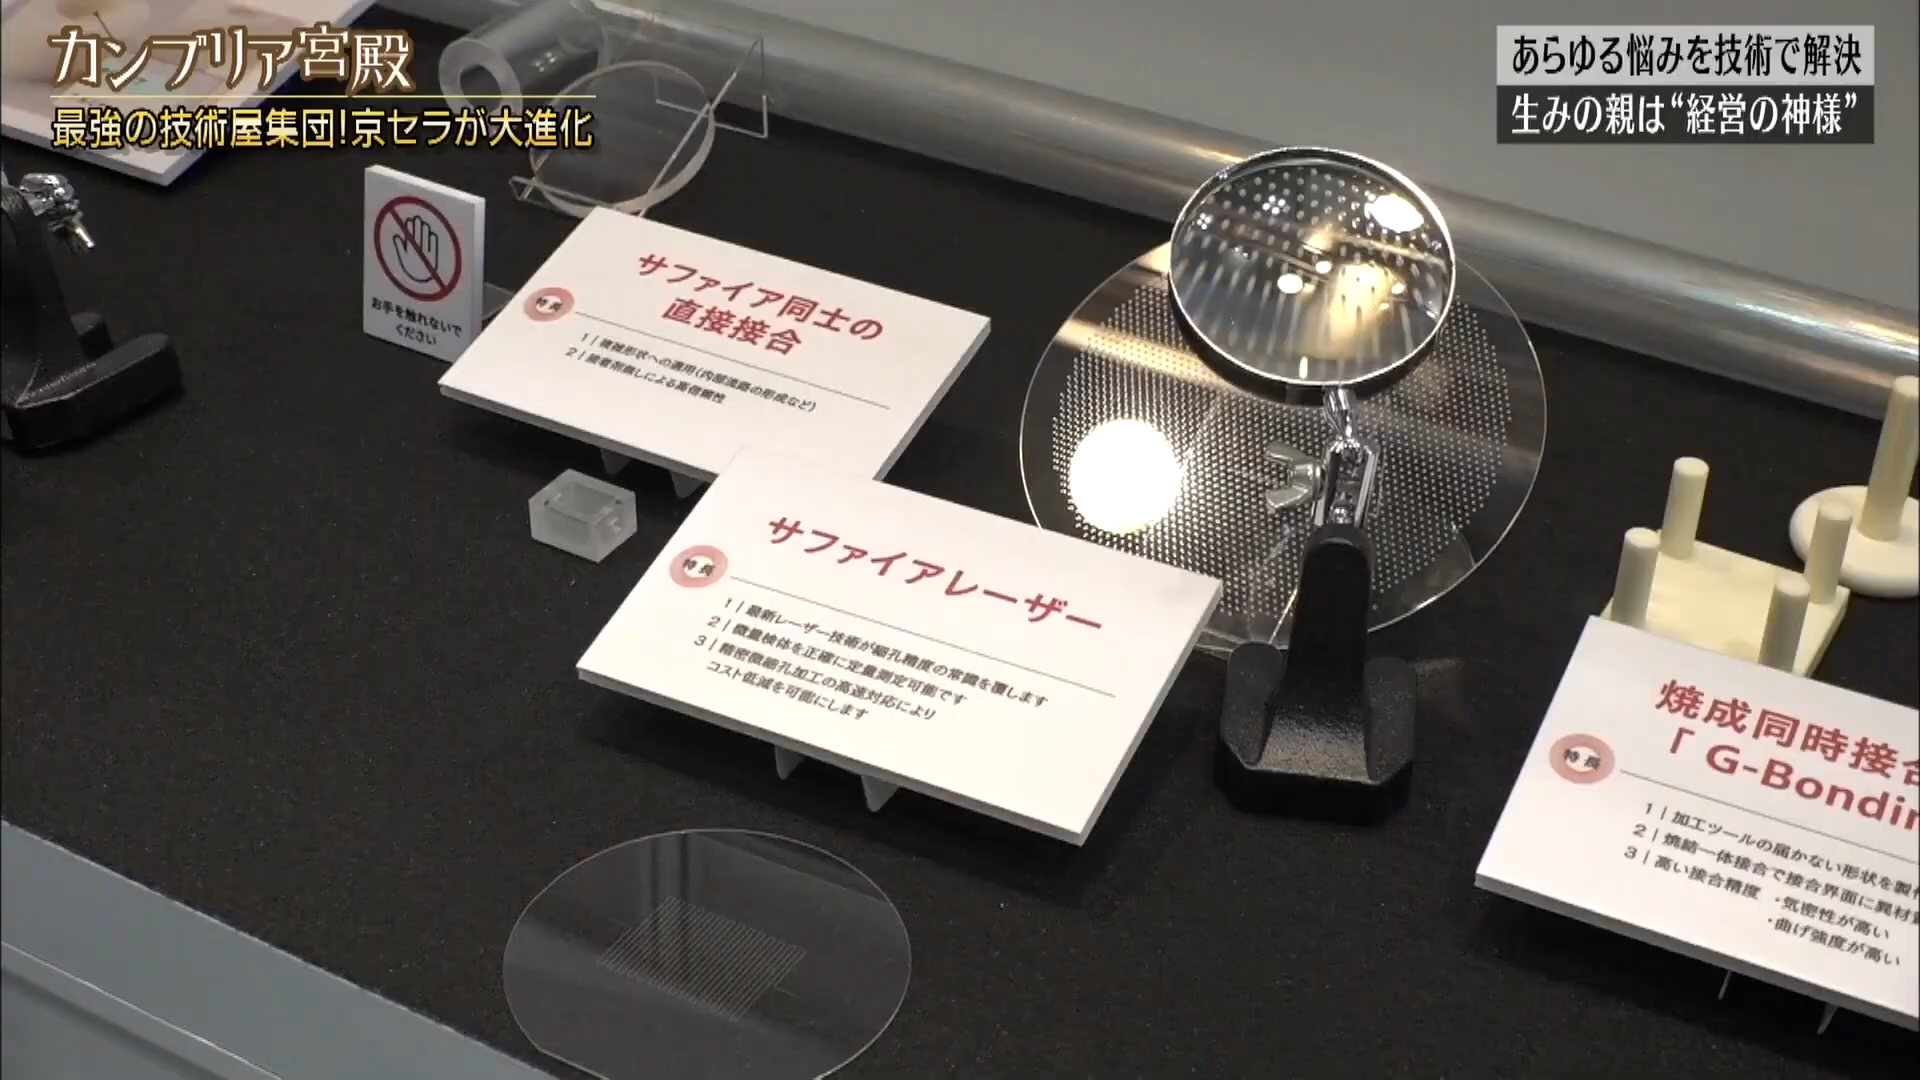 カンブリア宮殿
最強の技術屋集団！京セラが大進化
あらゆる悩みを技術で解決
生みの親は“経営の神様”
お手を触れないで
ください
サファイア同士の
直接接合
特長
1｜複雑形状への適用（内部流路の形成など）
2｜接着剤無しによる高信頼性
サファイアレーザー
特長
1｜最新レーザー技術が細孔精度の常識を覆します
2｜微量検体を正確に定量測定可能です
3｜精密微細孔加工の高速対応により
コスト低減を可能にします
焼成同時接合
「G-Bondin
特長
1｜加工ツールの届かない形状を製作
2｜焼結一体接合で接合界面に異材質
3｜高い接合精度 ・気密性が高い
・曲げ強度が高い